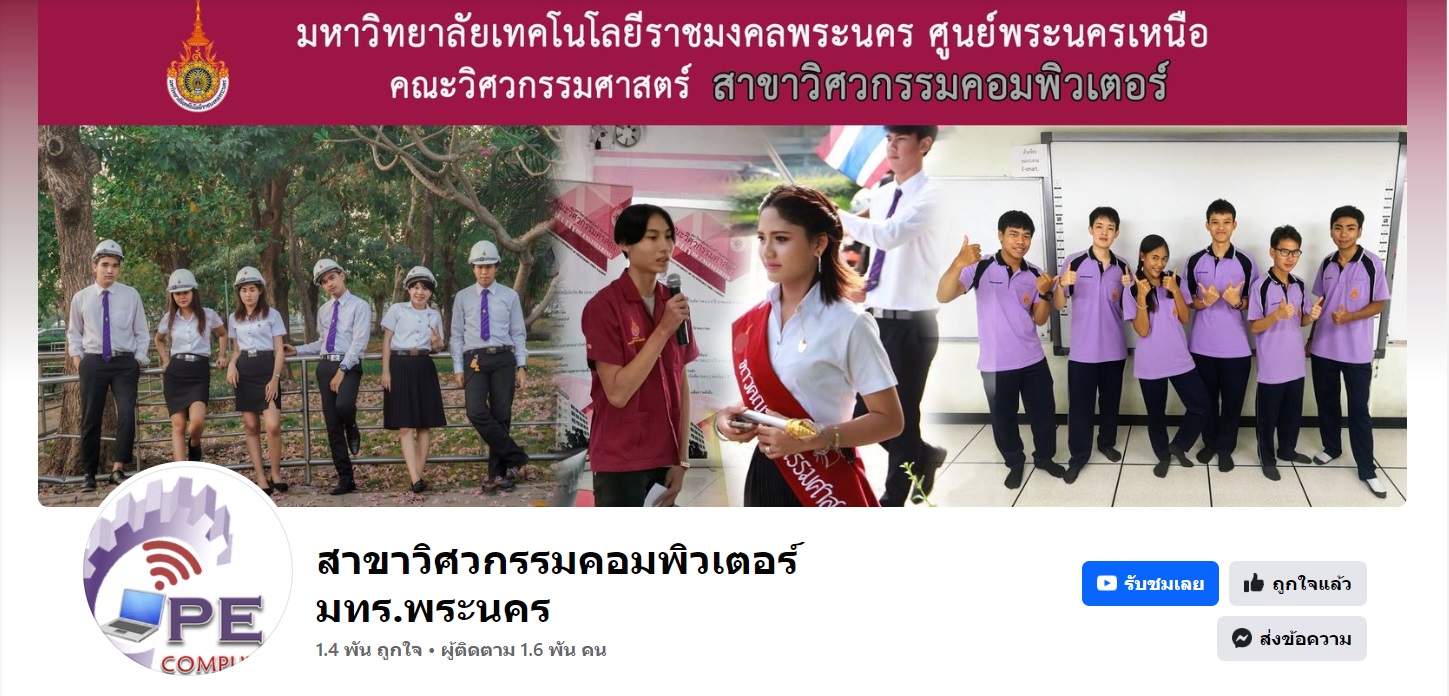 มหาวิทยาลัยเทคโนโลยีราชมงคลพระนคร ศูนย์พระนครเหนือ
คณะวิศวกรรมศาสตร์ สาขาวิศวกรรมคอมพิวเตอร์
PE
COMPU
สาขาวิศวกรรมคอมพิวเตอร์
มทร.พระนคร
1.4 พัน ถูกใจ • ผู้ติดตาม 1.6 พัน คน
รับชมเลย
ถูกใจแล้ว
ส่งข้อความ